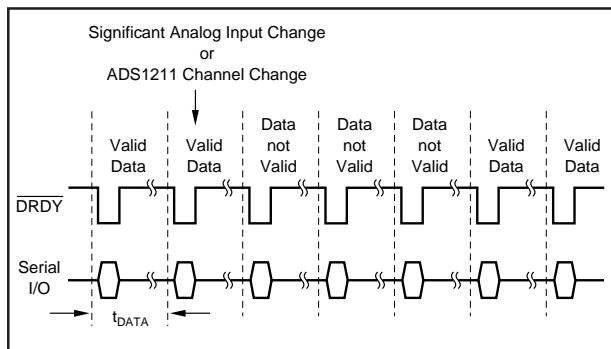 Significant Analog Input Change
or
ADS1211 Channel Change
Valid
Data
Valid
Data
Data
not
Valid
Data
not
Valid
Data
not
Valid
Valid
Data
Valid
Data
DRDY
Serial
I/O
tDATA